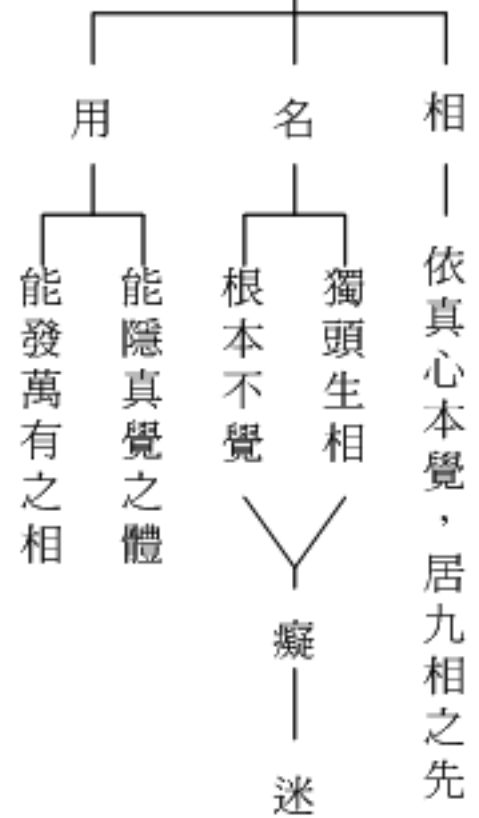 相
依真心本覺，居九相之先
名
獨頭生相
根本不覺
癡
迷
用
能隱真覺之體
能發萬有之相